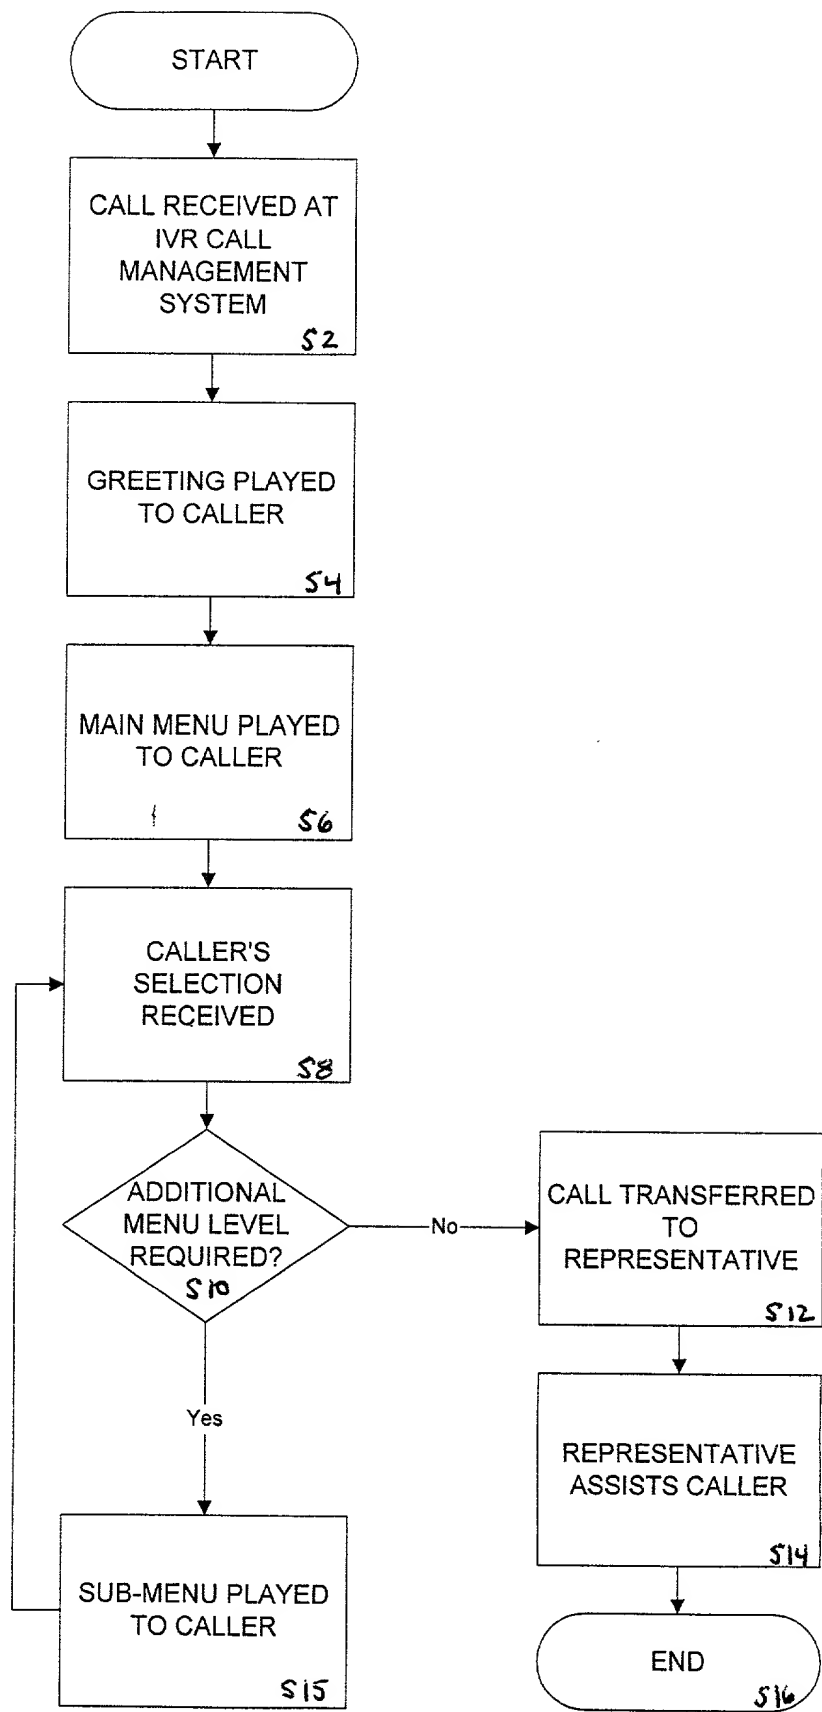 START
CALL RECEIVED AT
IVR CALL
MANAGEMENT
SYSTEM
S2
GREETING PLAYED
TO CALLER
S4
MAIN MENU PLAYED
TO CALLER
S6
CALLER'S
SELECTION
RECEIVED
S8
ADDITIONAL
MENU LEVEL
REQUIRED?
S10
No
CALL TRANSFERRED
TO
REPRESENTATIVE
S12
REPRESENTATIVE
ASSISTS CALLER
S14
Yes
SUB-MENU PLAYED
TO CALLER
S15
END
S16